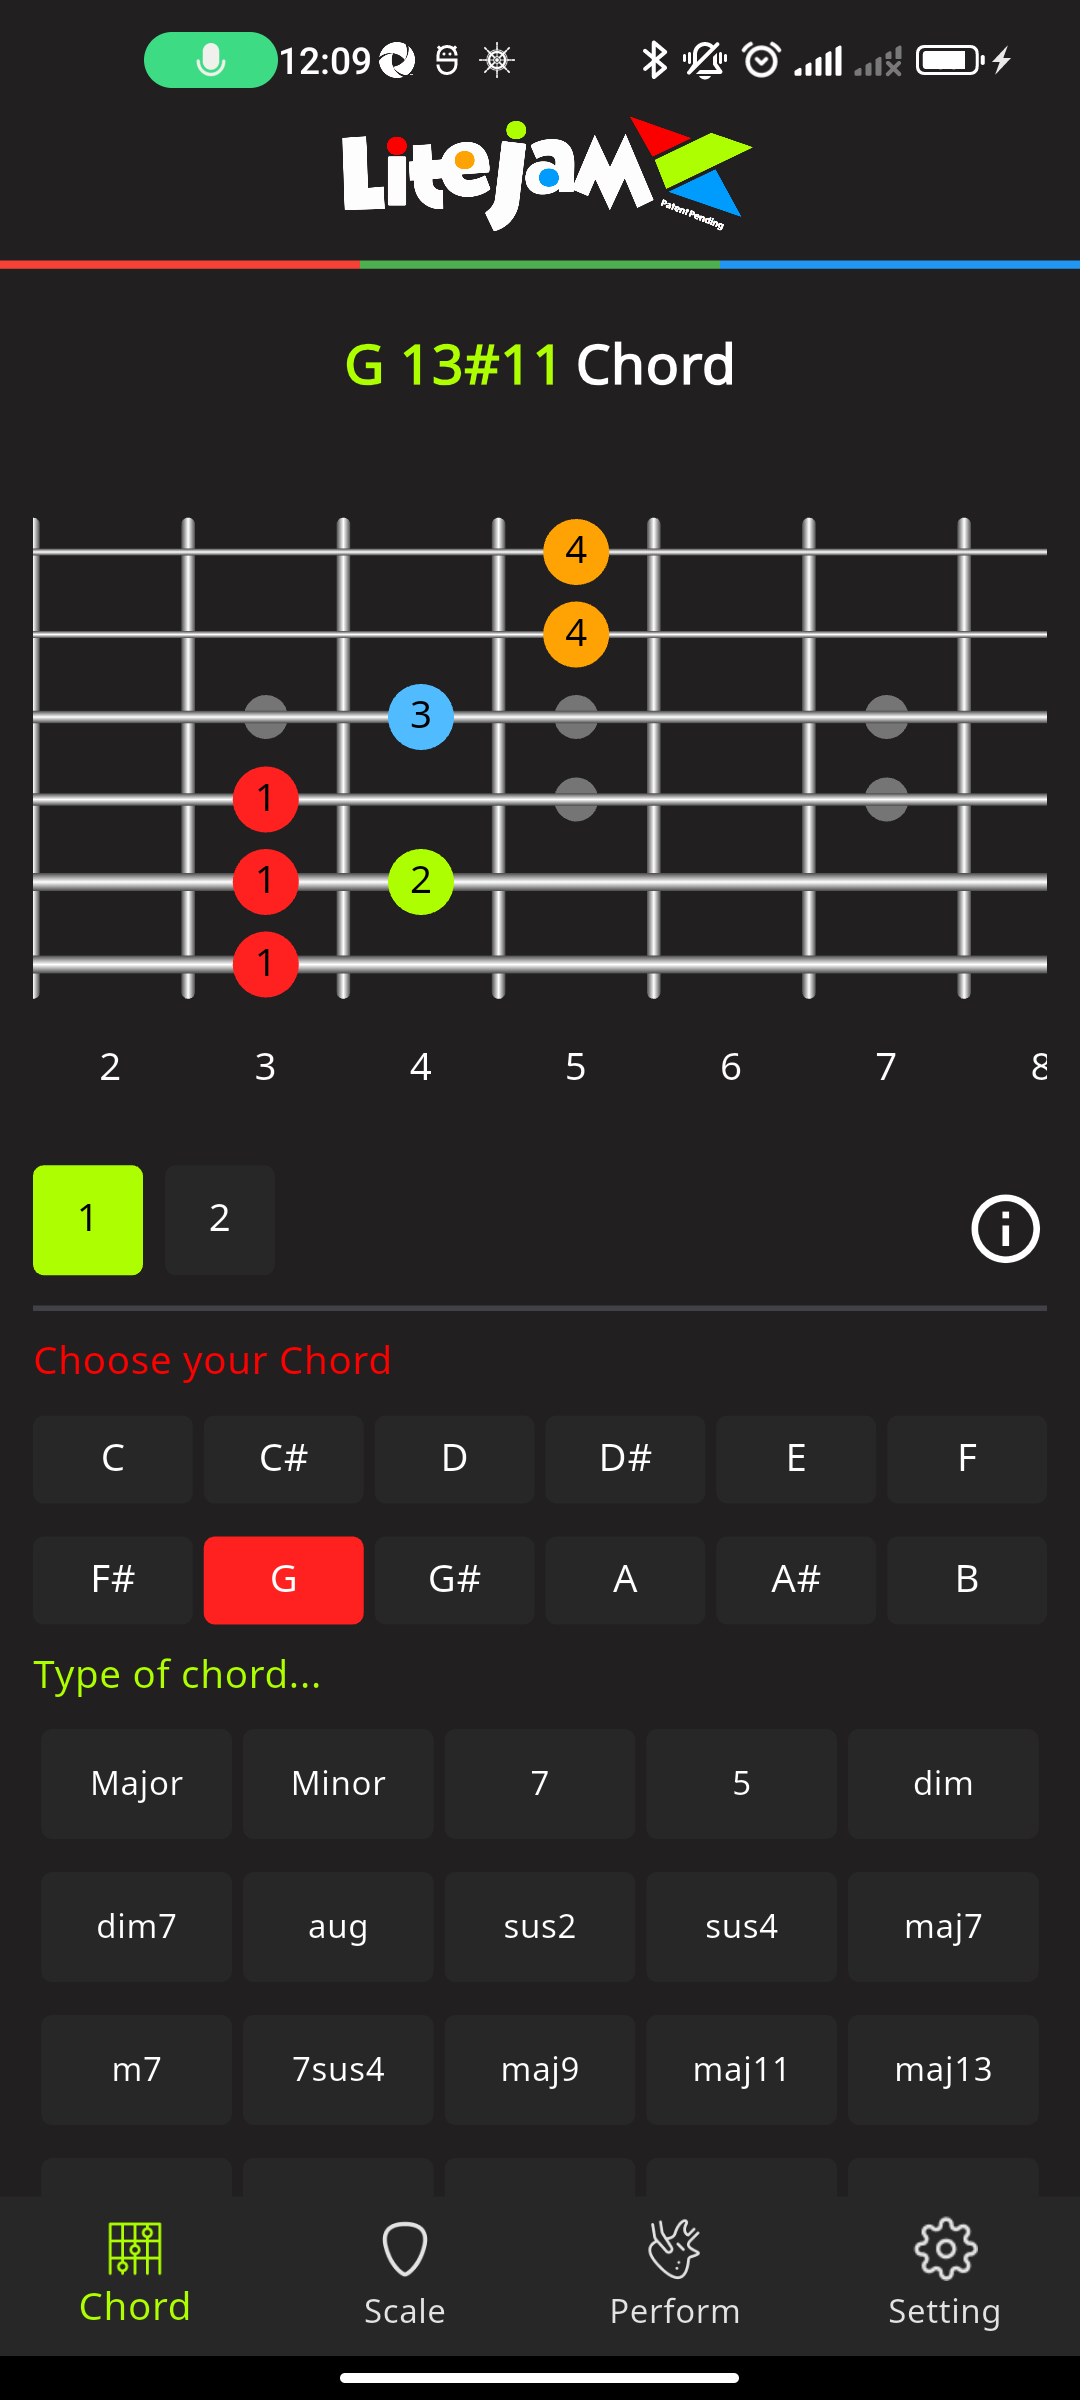 12:09
Litejam
Patent Pending
G 13#11 Chord
4
4
3
1
1 2
1
2 3 4 5 6 7 8
1 2
Choose your Chord
C C# D D# E F
F# G G# A A# B
Type of chord...
Major Minor 7 5 dim
dim7 aug sus2 sus4 maj7
m7 7sus4 maj9 maj11 maj13
Chord Scale Perform Setting